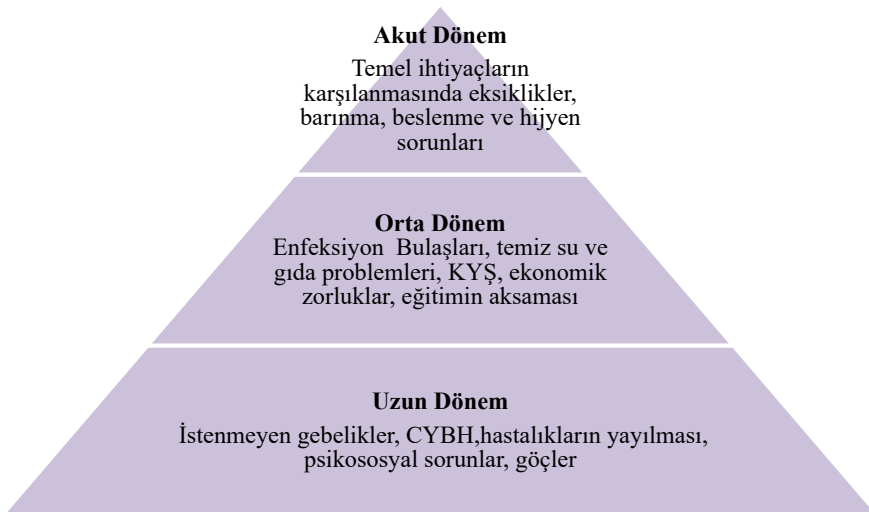 Akut Dönem
Temel ihtiyaçların
karşılanmasında eksiklikler,
barınma, beslenme ve hijyen
sorunları
Orta Dönem
Enfeksiyon Bulaşları, temiz su ve
gıda problemleri, KYŞ, ekonomik
zorluklar, eğitimin aksaması
Uzun Dönem
İstenmeyen gebelikler, CYBH,hastalıkların yayılması,
psikososyal sorunlar, göçler